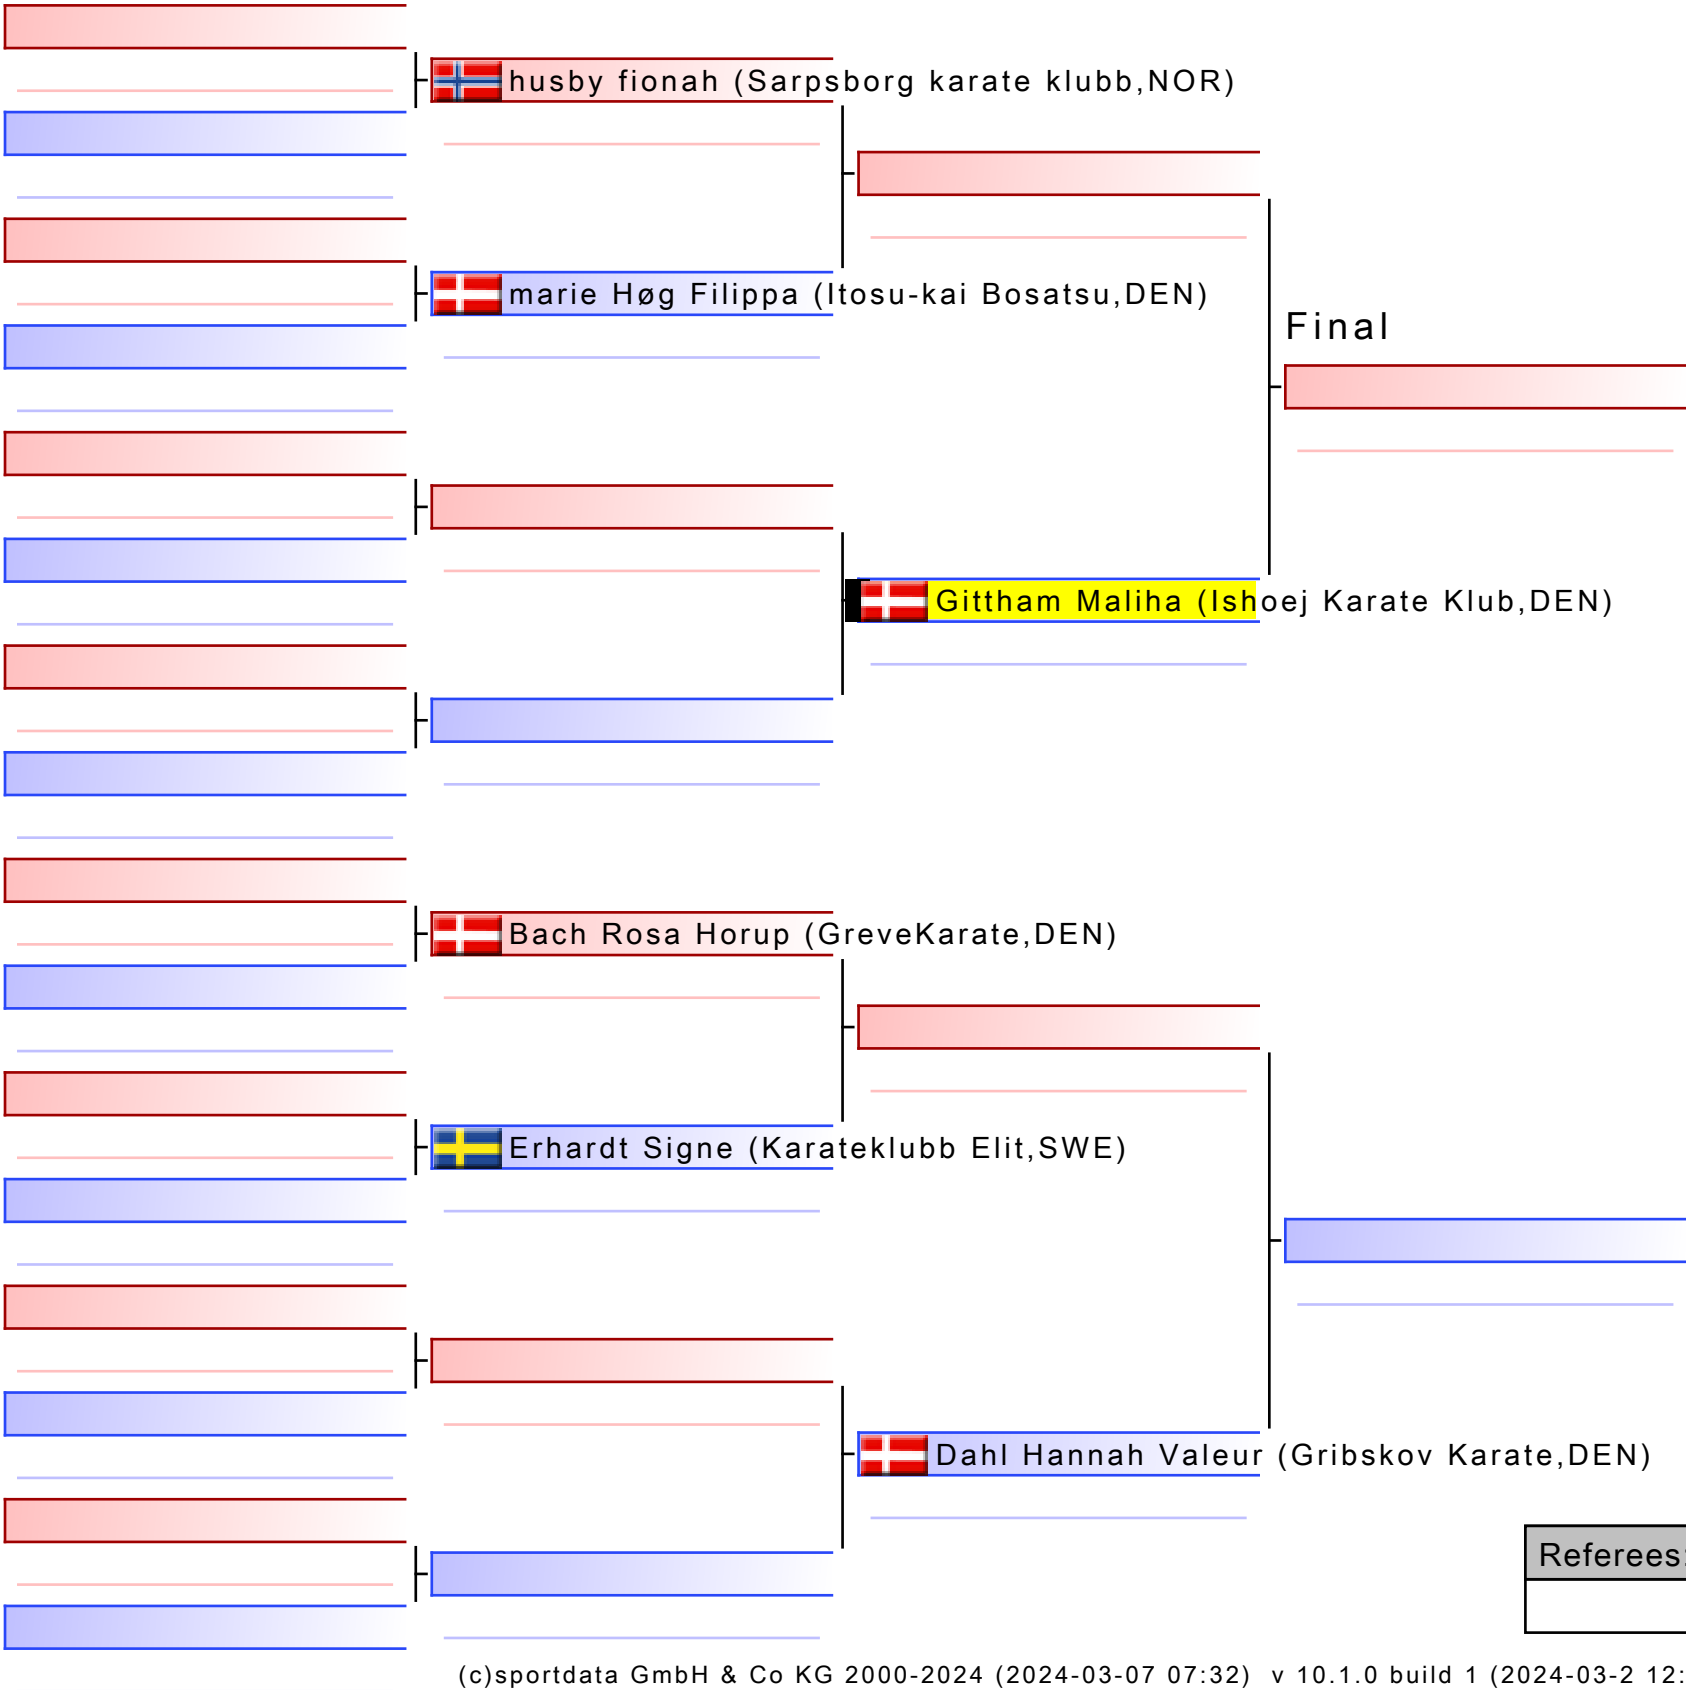 husby fionah (Sarpsborg karate klubb,NOR)
marie Høg Filippa (Itosu-kai Bosatsu,DEN)
Final
Gittham Maliha (Ishoej Karate Klub,DEN)
Bach Rosa Horup (GreveKarate,DEN)
Erhardt Signe (Karateklubb Elit,SWE)
Dahl Hannah Valeur (Gribskov Karate,DEN)
Referees:
(c)sportdata GmbH & Co KG 2000-2024 (2024-03-07 07:32) v 10.1.0 build 1 (2024-03-2 12: